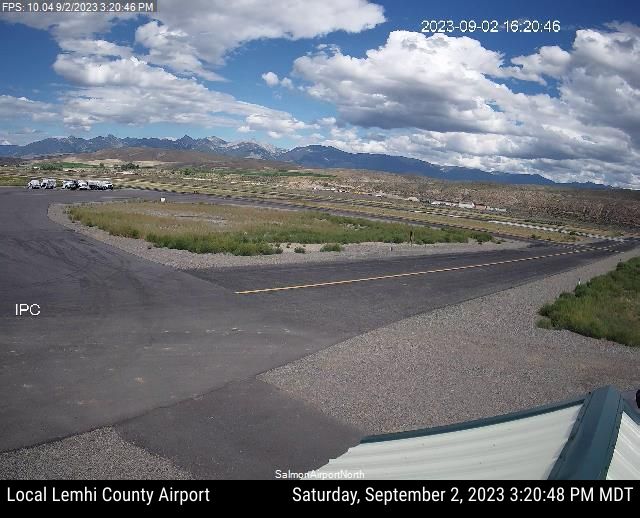 FPS: 10.04 9/2/2023 3:20:46 PM
2023-09-02 16:20:46
IPC
SalmonAirportNorth
Local Lemhi County Airport
Saturday, September 2, 2023 3:20:48 PM MDT